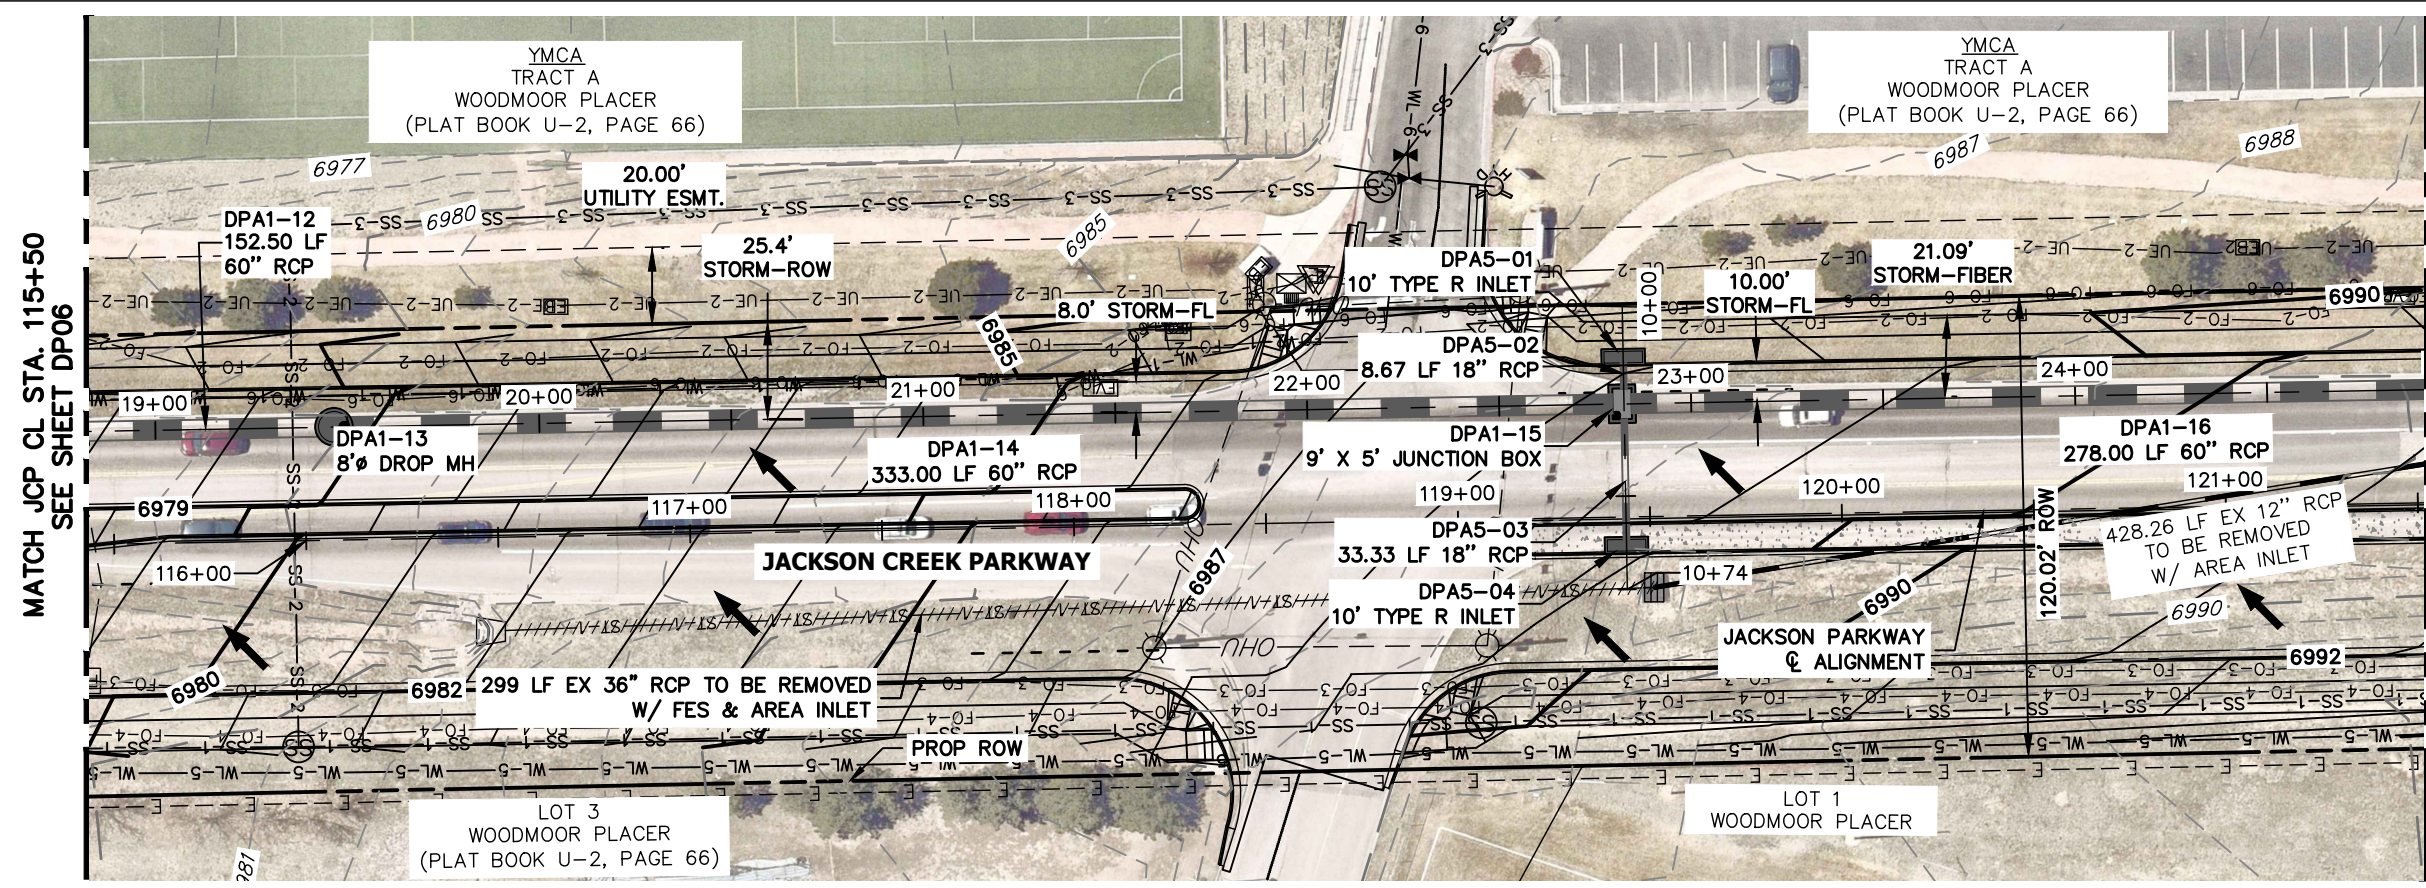 MATCH JCP CL STA. 115+50
SEE SHEET DP06
YMCA
TRACT A
WOODMOOR PLACER
(PLAT BOOK U-2, PAGE 66)
YMCA
TRACT A
WOODMOOR PLACER
(PLAT BOOK U-2, PAGE 66)
6977
6980
6985
6987
6988
20.00'
UTILITY ESMT.
DPA1-12
152.50 LF
60" RCP
25.4'
STORM-ROW
8.0' STORM-FL
DPA5-01
10' TYPE R INLET
10+00
10.00'
STORM-FL
21.09'
STORM-FIBER
6990
6985
DPA5-02
8.67 LF 18" RCP
19+00
20+00
21+00
22+00
23+00
24+00
DPA1-13
8'ø DROP MH
DPA1-14
333.00 LF 60" RCP
DPA1-15
9' X 5' JUNCTION BOX
DPA1-16
278.00 LF 60" RCP
6979
117+00
118+00
119+00
120+00
121+00
116+00
JACKSON CREEK PARKWAY
OHU
6987
DPA5-03
33.33 LF 18" RCP
10+74
DPA5-04
10' TYPE R INLET
6990
120.02' ROW
428.26 LF EX 12" RCP
TO BE REMOVED
W/ AREA INLET
6990
JACKSON PARKWAY
℄ ALIGNMENT
6992
OHU
6980
6982
299 LF EX 36" RCP TO BE REMOVED
W/ FES & AREA INLET
PROP ROW
LOT 3
WOODMOOR PLACER
(PLAT BOOK U-2, PAGE 66)
LOT 1
WOODMOOR PLACER